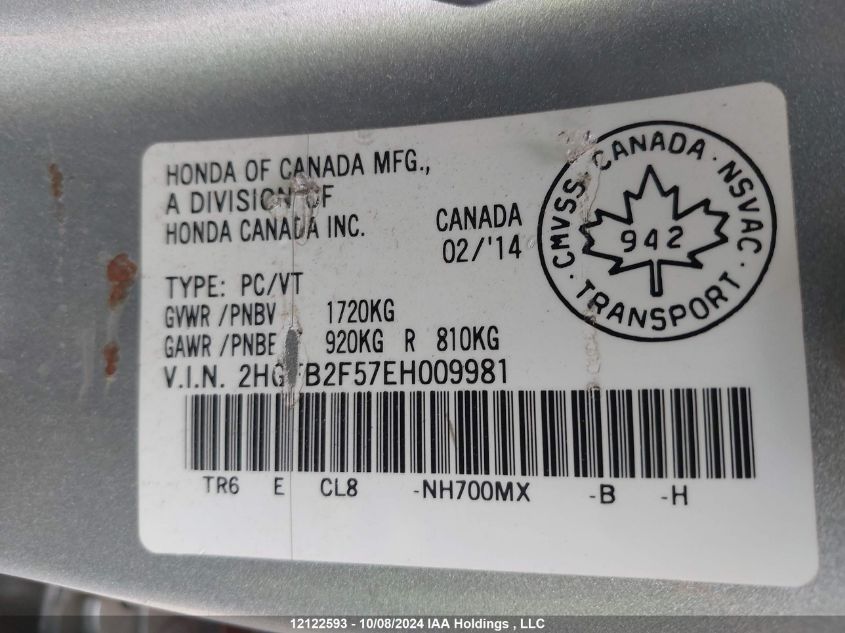 HONDA OF CANADA MFG.,
A DIVISION OF
HONDA CANADA INC.
CANADA
02/'14
TYPE: PC/VT
GVWR /PNBV 1720KG
GAWR /PNBE 920KG R 810KG
V.I.N.
TR6 E CL8 -NH700MX -B -H
CMVSS · CANADA · NSVAC · TRANSPORT ·
942
12122593 - 10/08/2024 IAA Holdings , LLC